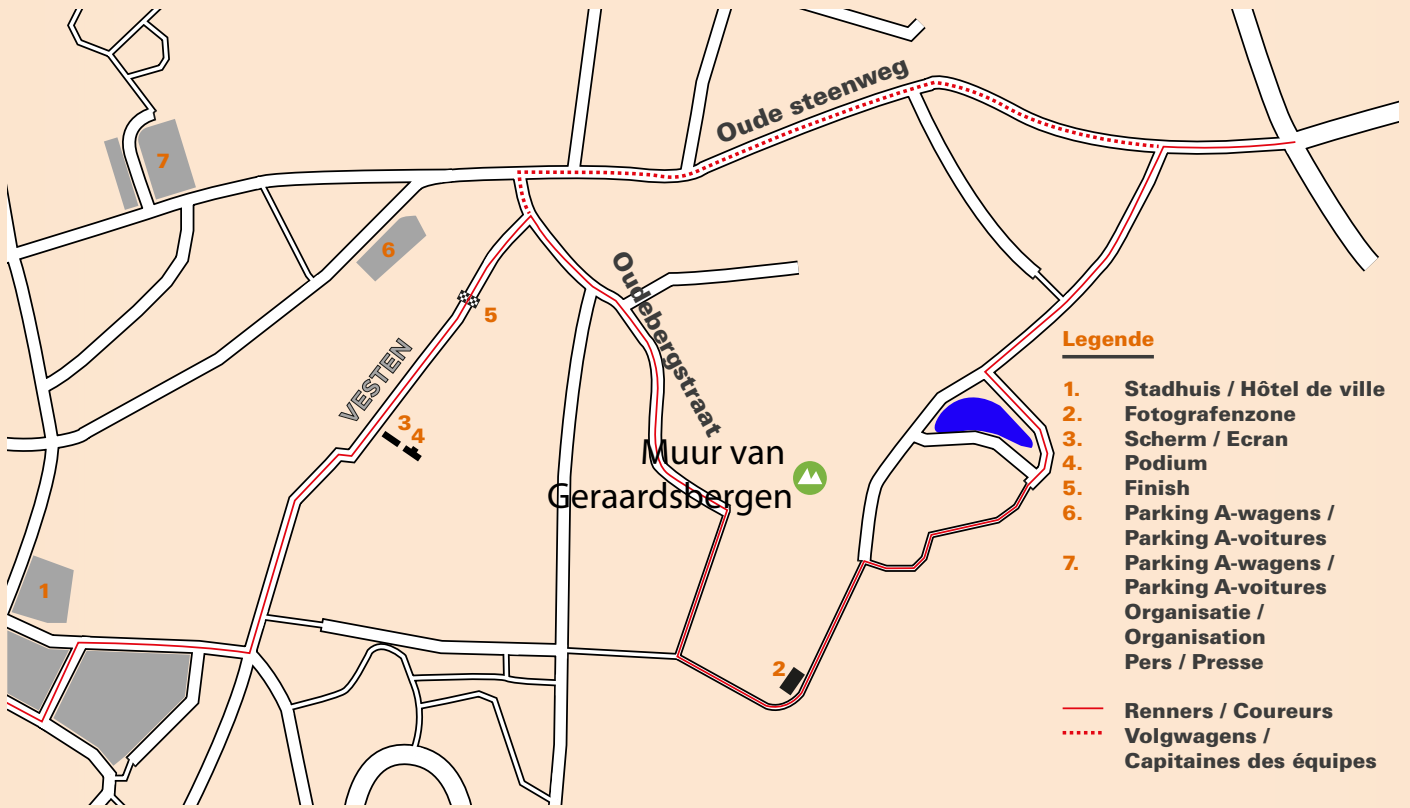 Oude steenweg
7
6
Oudebergstraat
5
VESTEN
3
4
Muur van
Geraardsbergen
1
2
Legende
1. Stadhuis / Hôtel de ville
2. Fotografenzone
3. Scherm / Ecran
4. Podium
5. Finish
6. Parking A-wagens /
Parking A-voitures
7. Parking A-wagens /
Parking A-voitures
Organisatie /
Organisation
Pers / Presse
Renners / Coureurs
Volgwagens /
Capitaines des équipes